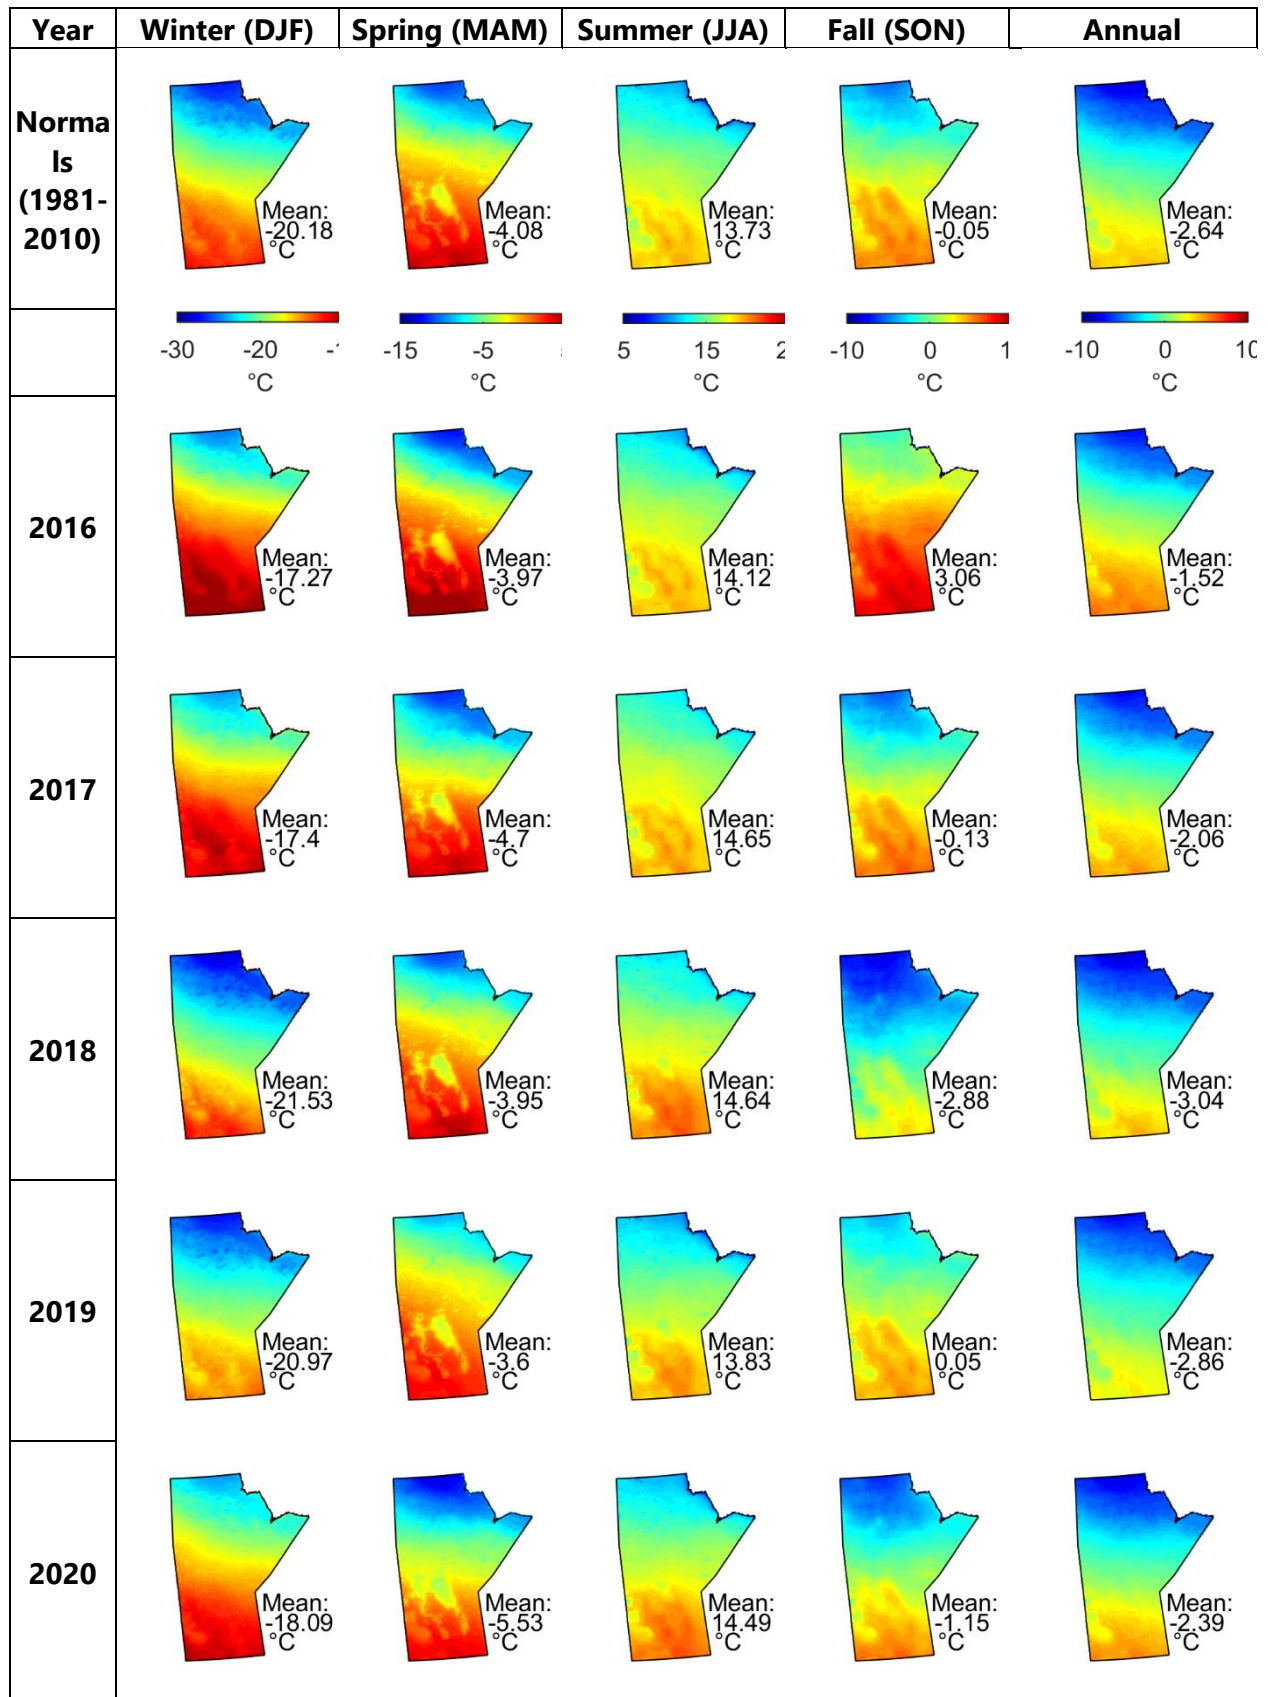 Year Winter (DJF) Spring (MAM) Summer (JJA) Fall (SON) Annual
Norma
ls
(1981-
2010)
Mean: Mean: Mean: Mean: Mean:
-20.18 -4.08 13.73 -0.05 -2.64
°C °C °C °C °C
-30 -20 -1 -15 -5 5 15 2 -10 0 1 -10 0 10
°C °C °C °C °C
2016
Mean: Mean: Mean: Mean: Mean:
-17.27 -3.97 14.12 3.06 -1.52
°C °C °C °C °C
2017
Mean: Mean: Mean: Mean: Mean:
-17.4 -4.7 14.65 -0.13 -2.06
°C °C °C °C °C
2018
Mean: Mean: Mean: Mean: Mean:
-21.53 -3.95 14.64 -2.88 -3.04
°C °C °C °C °C
2019
Mean: Mean: Mean: Mean: Mean:
-20.97 -3.6 13.83 0.05 -2.86
°C °C °C °C °C
2020
Mean: Mean: Mean: Mean: Mean:
-18.09 -5.53 14.49 -1.15 -2.39
°C °C °C °C °C